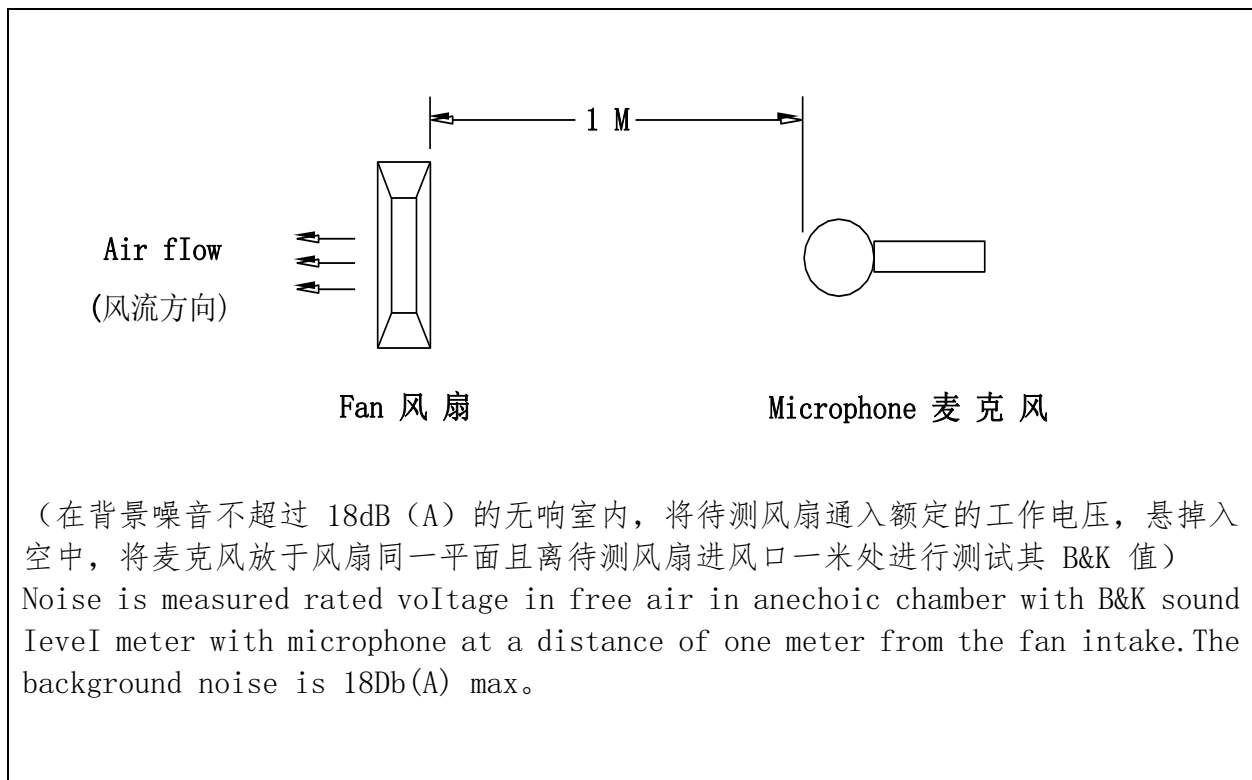 1 M
Air fIow
(风流方向)
Fan 风 扇
Microphone 麦 克 风
（在背景噪音不超过 18dB（A）的无响室内，将待测风扇通入额定的工作电压，悬掉入
空中，将麦克风放于风扇同一平面且离待测风扇进风口一米处进行测试其 B&K 值）
Noise is measured rated voItage in free air in anechoic chamber with B&K sound
IeveI meter with microphone at a distance of one meter from the fan intake.The
background noise is 18Db(A) max。